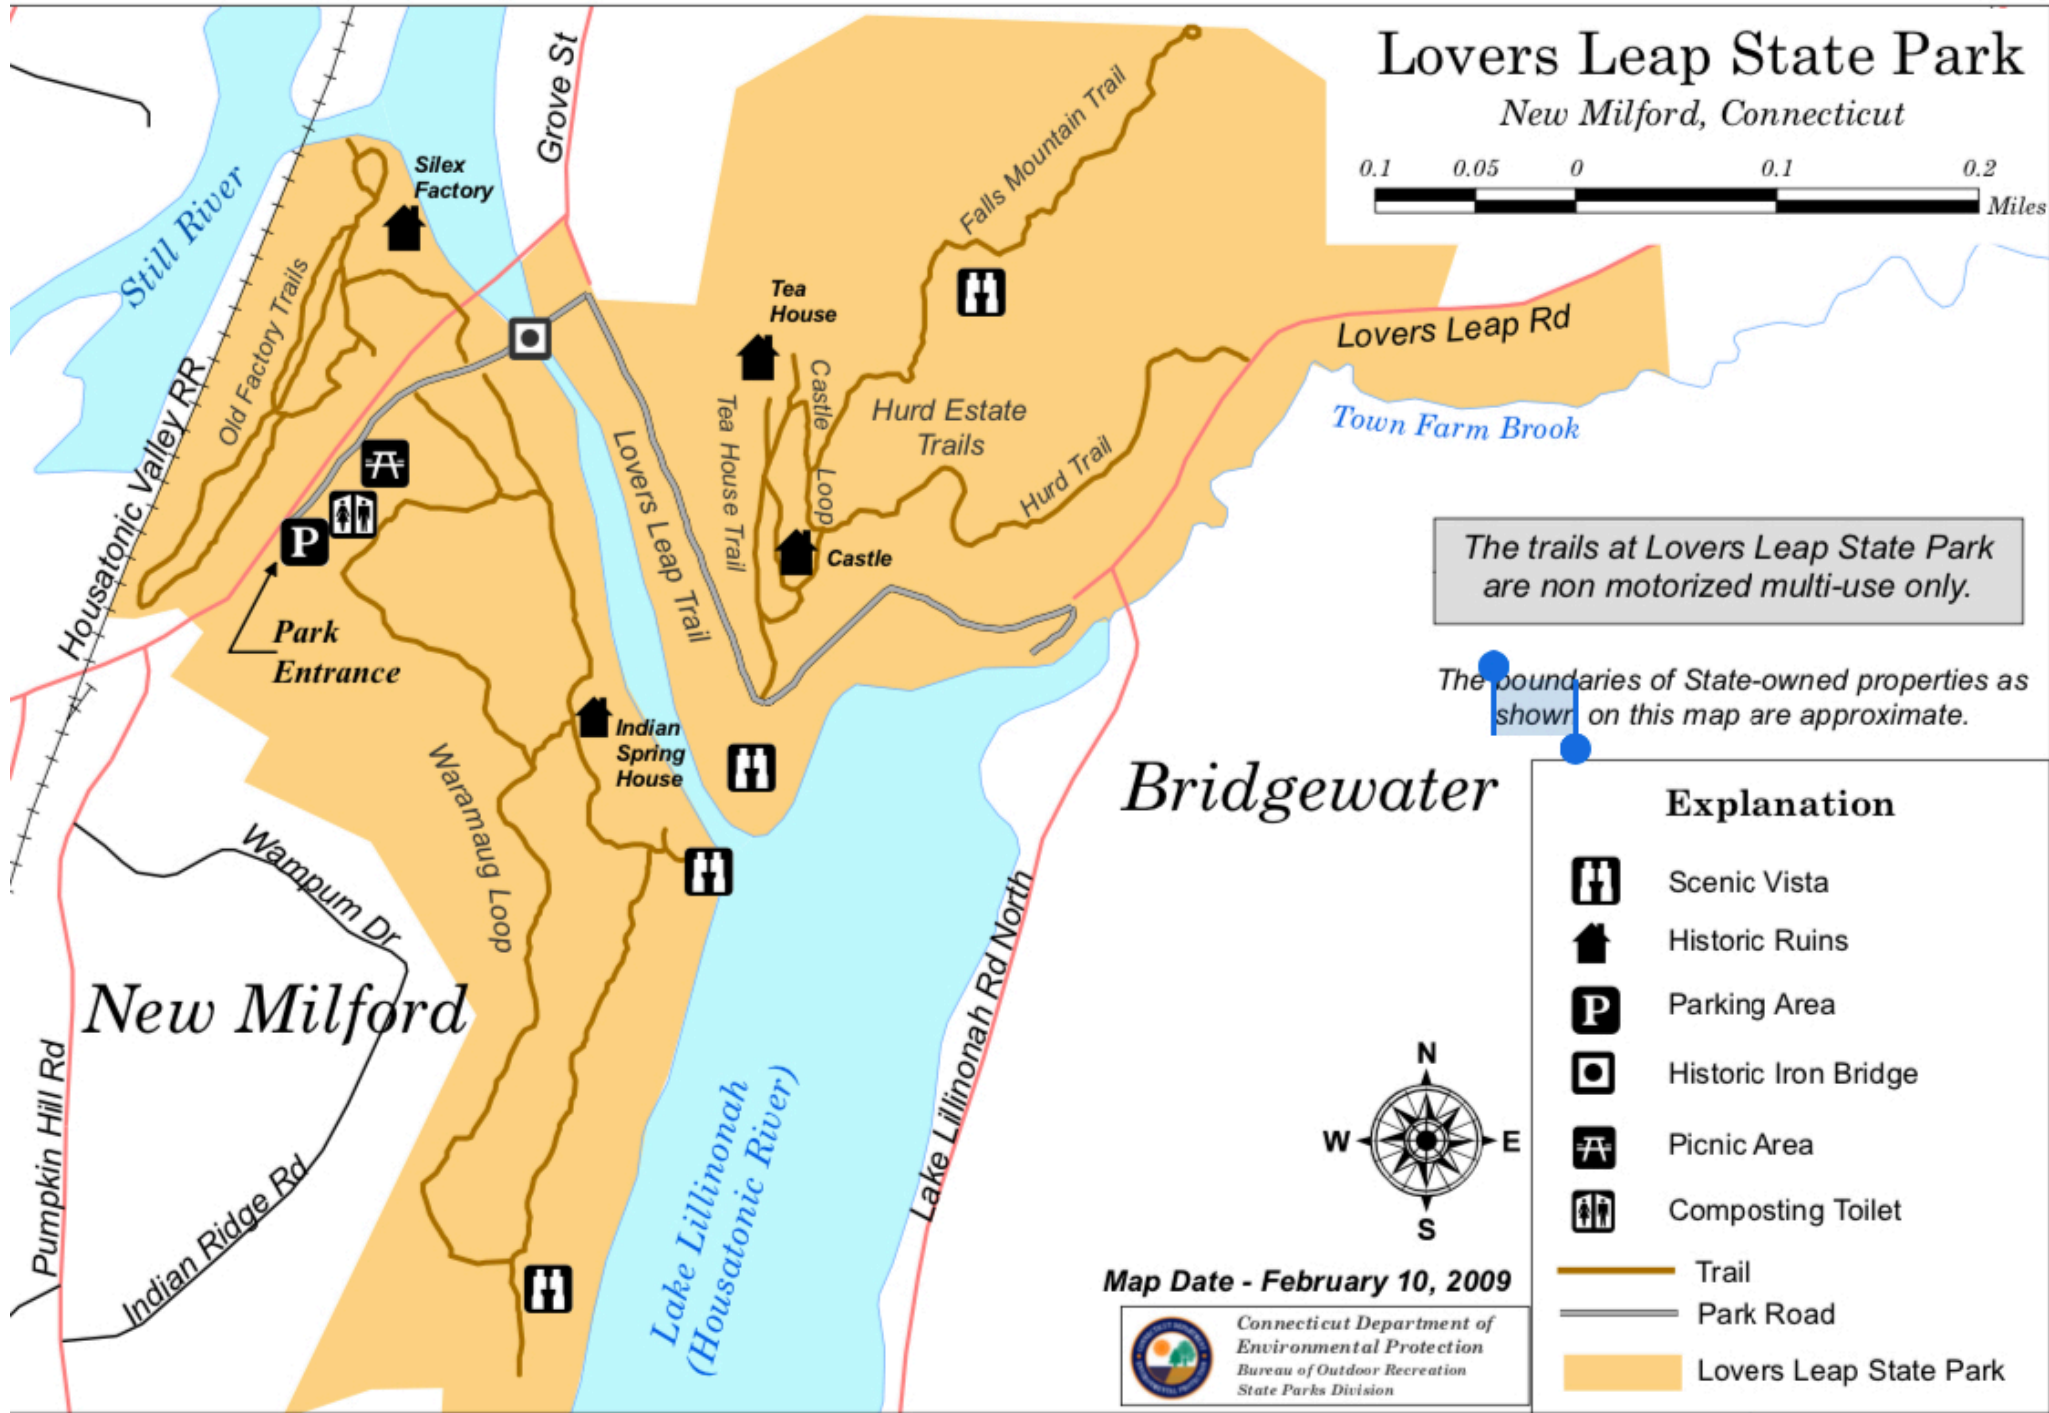 Lovers Leap State Park
New Milford, Connecticut
0.1 0.05 0 0.1 0.2
Miles
Grove St
Silex
Factory
Still River
Old Factory Trails
Housatonic Valley RR
Falls Mountain Trail
Tea
House
Castle Loop
Tea House Trail
Hurd Estate
Trails
Hurd Trail
Lovers Leap Rd
Town Farm Brook
Lovers Leap Trail
Castle
P
Park
Entrance
The trails at Lovers Leap State Park
are non motorized multi-use only.
The boundaries of State-owned properties as
shown on this map are approximate.
Indian
Spring
House
Waramaug Loop
Bridgewater
Wampum Dr
New Milford
Pumpkin Hill Rd
Indian Ridge Rd
Lake Lillinonah
(Housatonic River)
Lake Lillinonah Rd North
N
W E
S
Map Date - February 10, 2009
Connecticut Department of
Environmental Protection
Bureau of Outdoor Recreation
State Parks Division
Explanation
Scenic Vista
Historic Ruins
P Parking Area
Historic Iron Bridge
Picnic Area
Composting Toilet
Trail
Park Road
Lovers Leap State Park